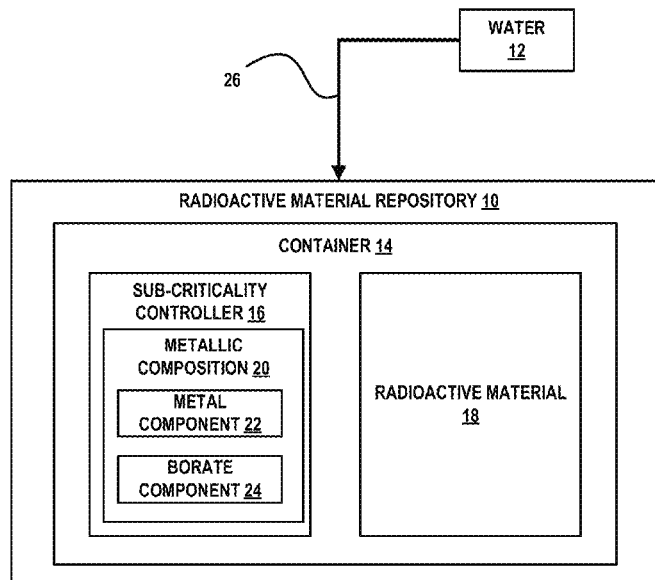 WATER
12
26
RADIOACTIVE MATERIAL REPOSITORY 10
CONTAINER 14
SUB-CRITICALITY
CONTROLLER 16
METALLIC
COMPOSITION 20
METAL
COMPONENT 22
BORATE
COMPONENT 24
RADIOACTIVE MATERIAL
18